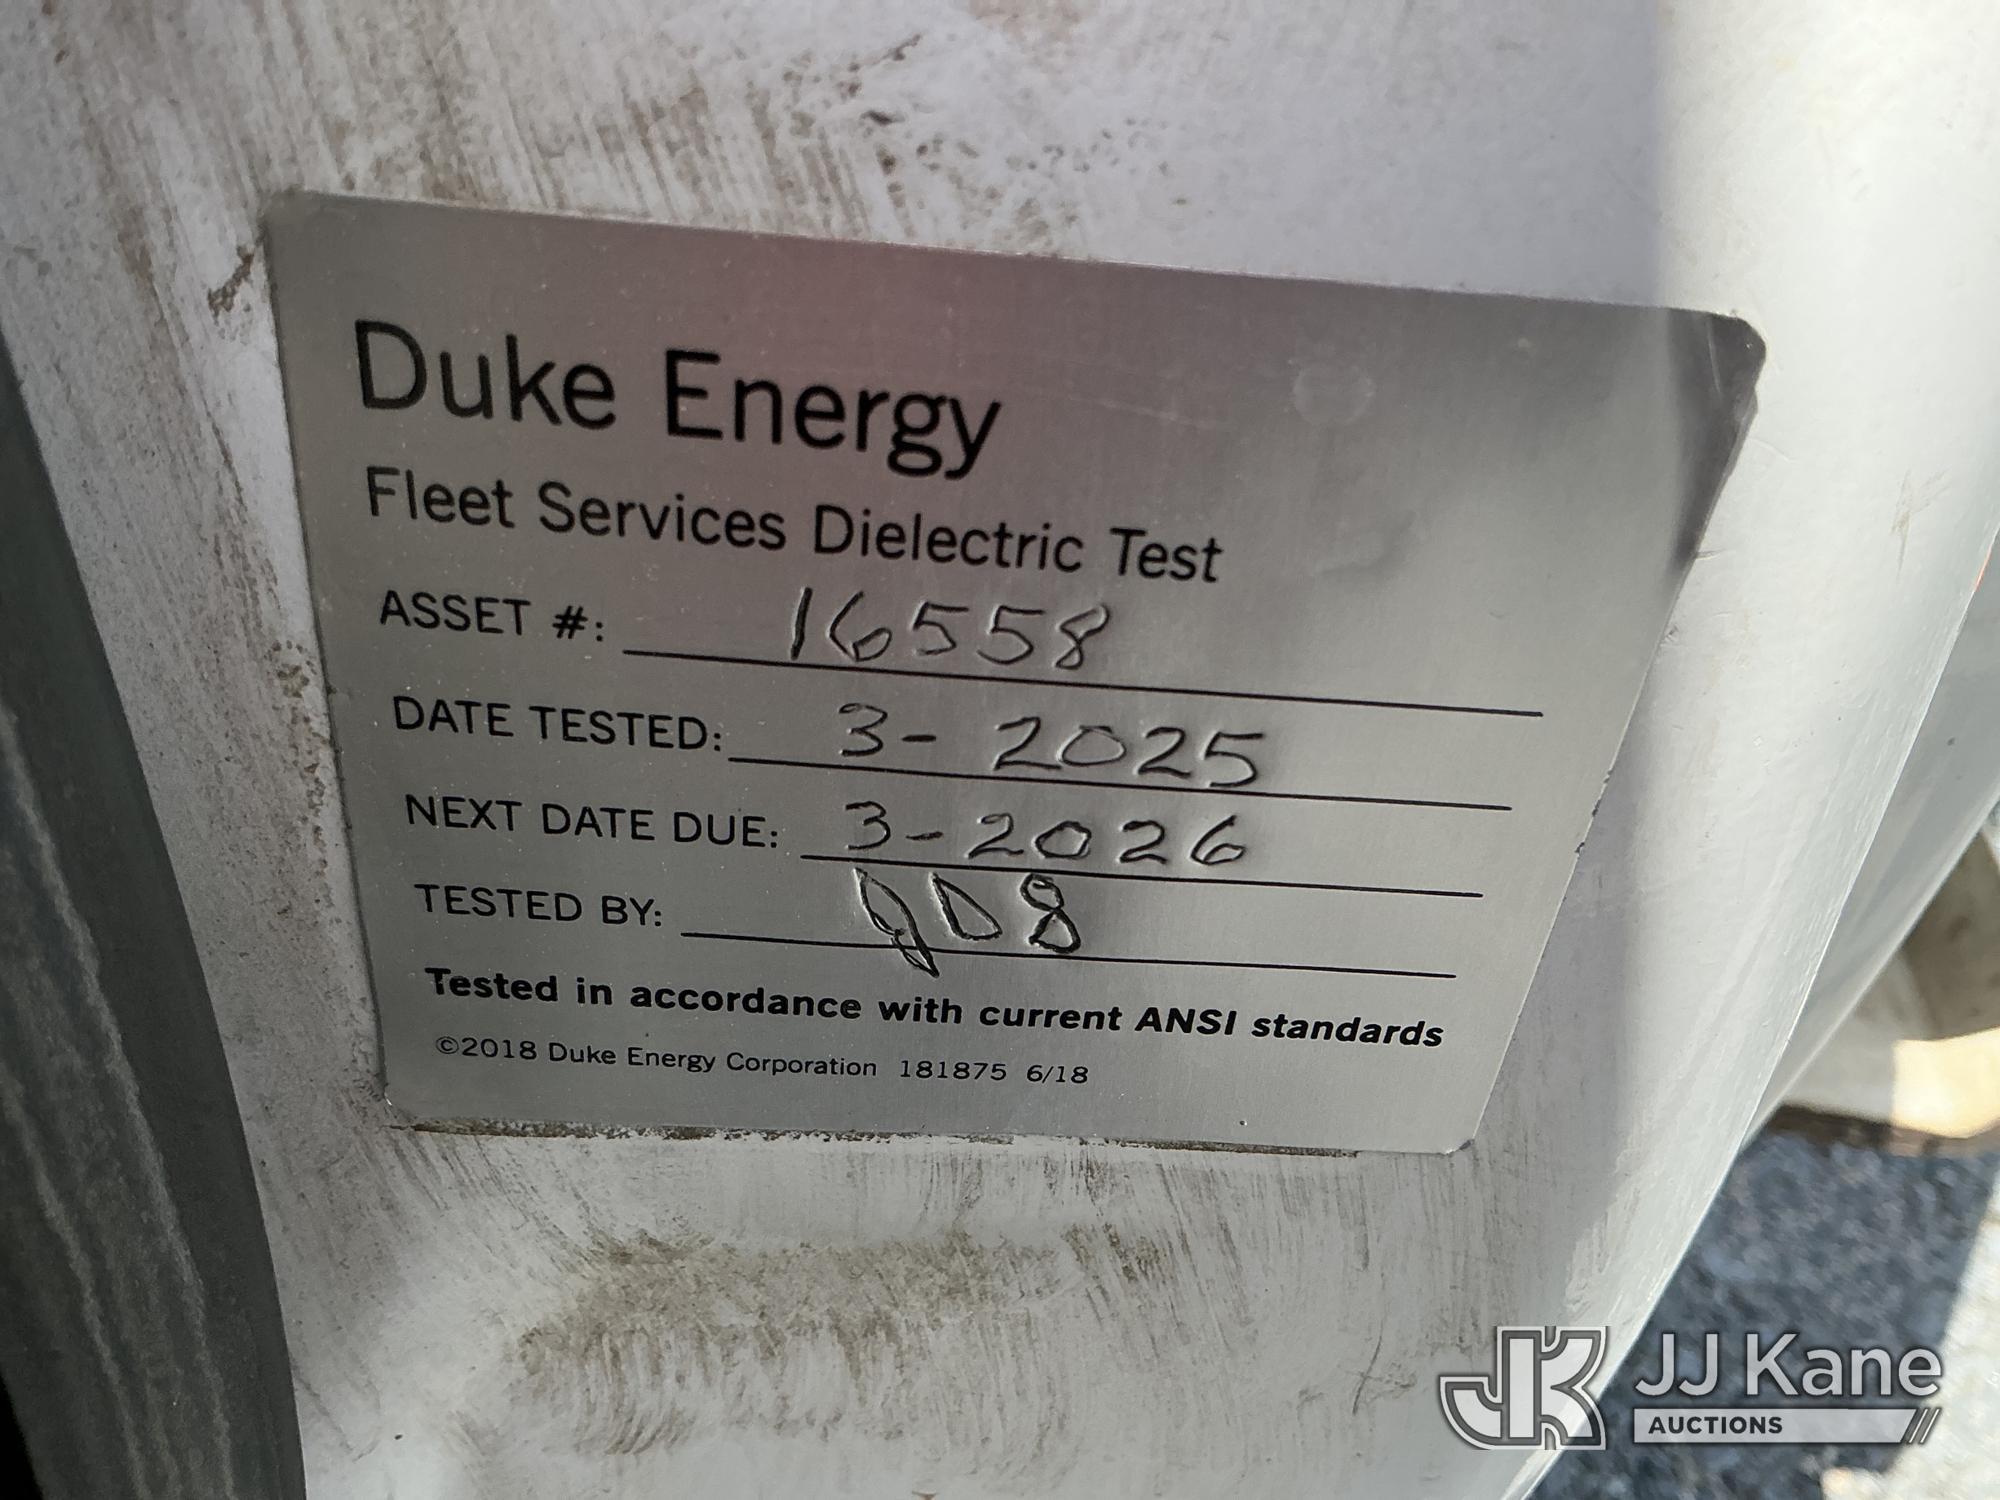 Duke Energy
Fleet Services Dielectric Test
ASSET #: 16558
DATE TESTED: 3-2025
NEXT DATE DUE: 3-2026
TESTED BY:
Tested in accordance with current ANSI standards
©2018 Duke Energy Corporation 181875 6/18
JJ Kane
AUCTIONS